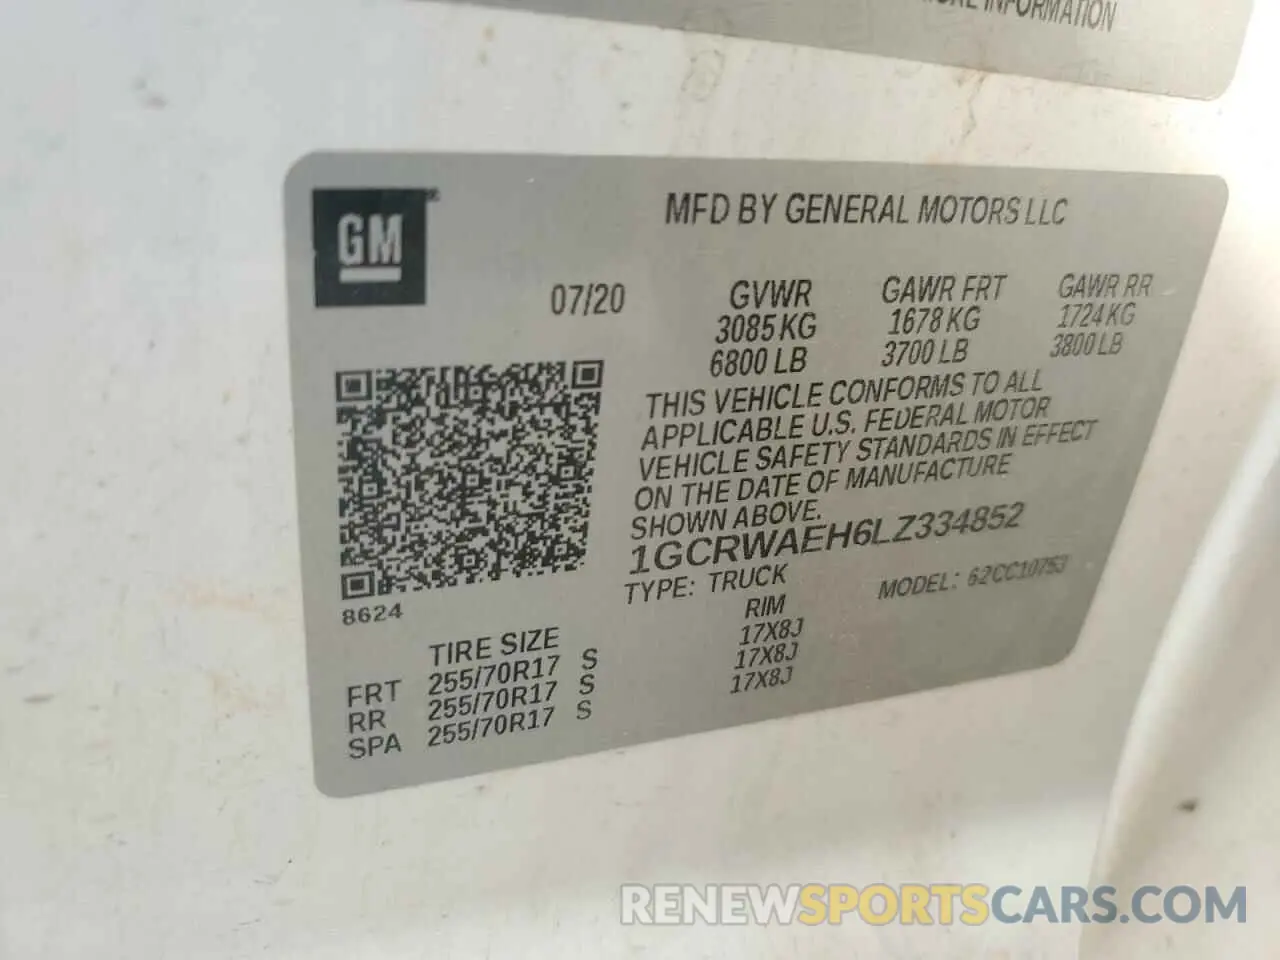 MORE INFORMATION
GM
MFD BY GENERAL MOTORS LLC
07/20
GVWR GAWR FRT GAWR RR
3085 KG 1678 KG 1724 KG
6800 LB 3700 LB 3800 LB
THIS VEHICLE CONFORMS TO ALL
APPLICABLE U.S. FEDERAL MOTOR
VEHICLE SAFETY STANDARDS IN EFFECT
ON THE DATE OF MANUFACTURE
SHOWN ABOVE.
1GCRWAEH6LZ334852
TYPE: TRUCK MODEL: 62CC10753
8624
TIRE SIZE RIM
FRT 255/70R17 S 17X8J
RR 255/70R17 S 17X8J
SPA 255/70R17 S 17X8J
RENEWSPORTSCARS.COM